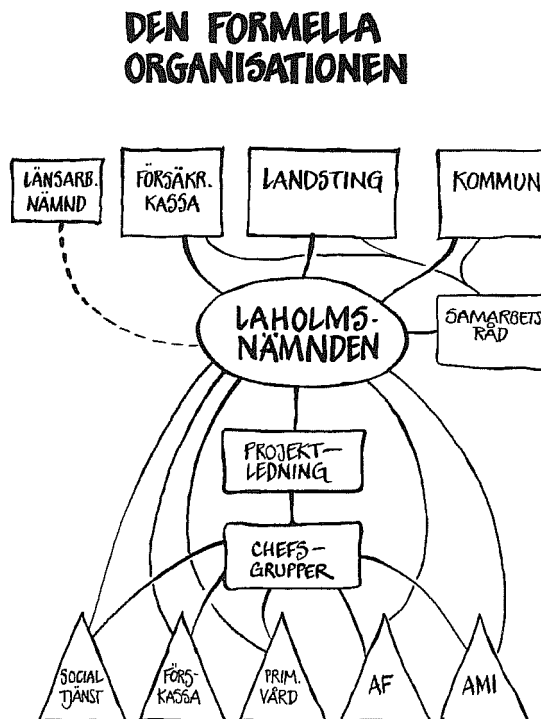 DEN FORMELLA
ORGANISATIONEN
LÄNSARB.
NÄMND
FÖRSÄKR.
KASSA
LANDSTING
KOMMUN
LAHOLMS-
NÄMNDEN
SAMARBETS
RÅD
PROJEKT-
LEDNING
CHEFS-
GRUPPER
SOCIAL
TJÄNST
FÖRS-
KASSA
PRIM.
VÅRD
AF
AMI